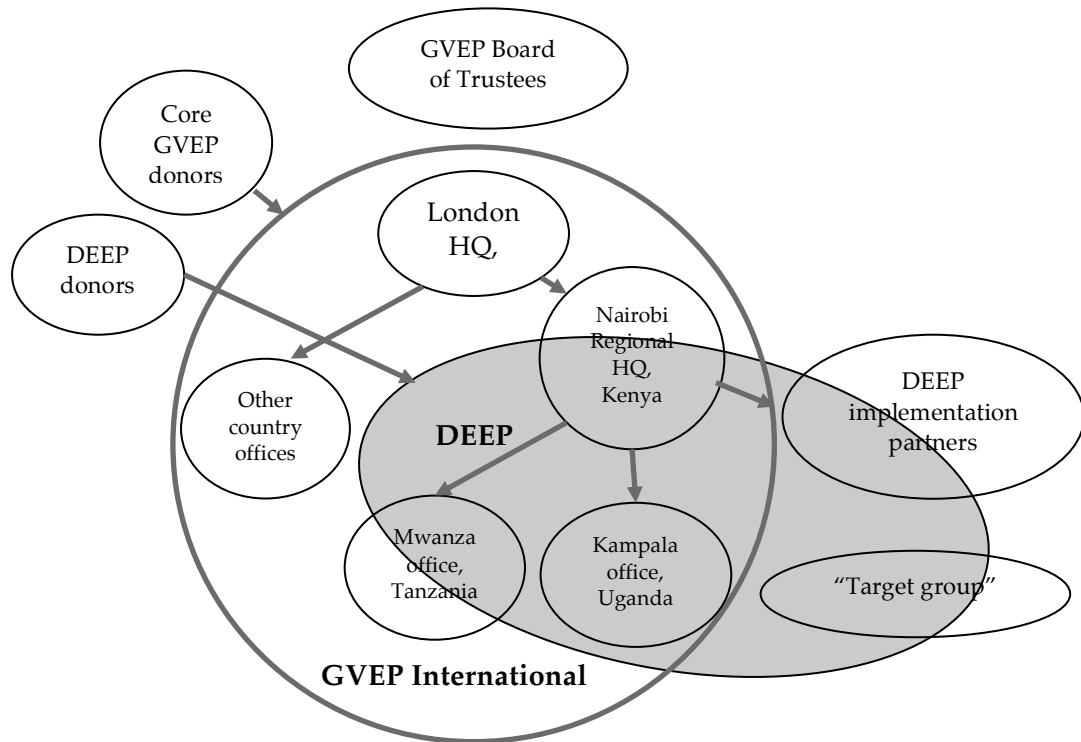 GVEP Board
of Trustees
Core
GVEP
donors
London
HQ,
DEEP
donors
Nairobi
Regional
HQ,
Kenya
DEEP
implementation
partners
Other
country
offices
DEEP
Mwanza
office,
Tanzania
Kampala
office,
Uganda
“Target group”
GVEP International